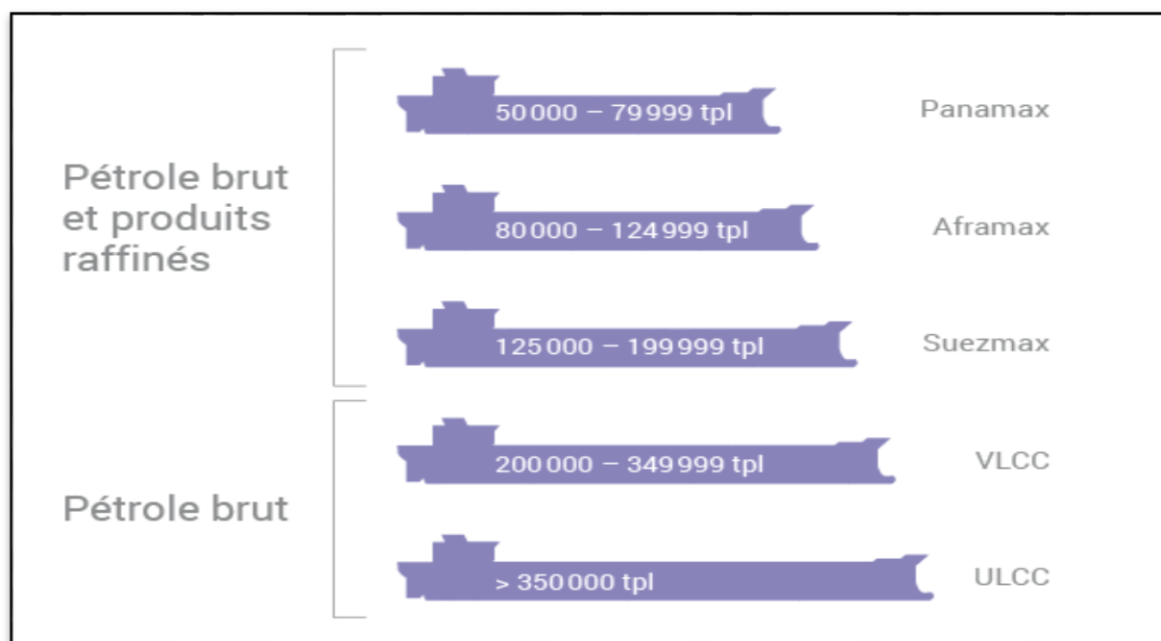 Pétrole brut
et produits
raffinés
50 000 – 79 999 tpl
Panamax
80 000 – 124 999 tpl
Aframax
125 000 – 199 999 tpl
Suezmax
Pétrole brut
200 000 – 349 999 tpl
VLCC
> 350 000 tpl
ULCC